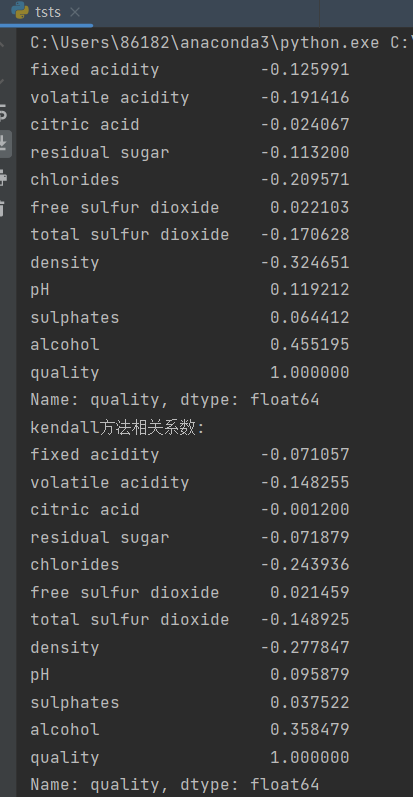 tsts
C:\Users\86182\anaconda3\python.exe C:
fixed acidity -0.125991
volatile acidity -0.191416
citric acid -0.024067
residual sugar -0.113200
chlorides -0.209571
free sulfur dioxide 0.022103
total sulfur dioxide -0.170628
density -0.324651
pH 0.119212
sulphates 0.064412
alcohol 0.455195
quality 1.000000
Name: quality, dtype: float64
kendall方法相关系数:
fixed acidity -0.071057
volatile acidity -0.148255
citric acid -0.001200
residual sugar -0.071879
chlorides -0.243936
free sulfur dioxide 0.021459
total sulfur dioxide -0.148925
density -0.277847
pH 0.095879
sulphates 0.037522
alcohol 0.358479
quality 1.000000
Name: quality, dtype: float64